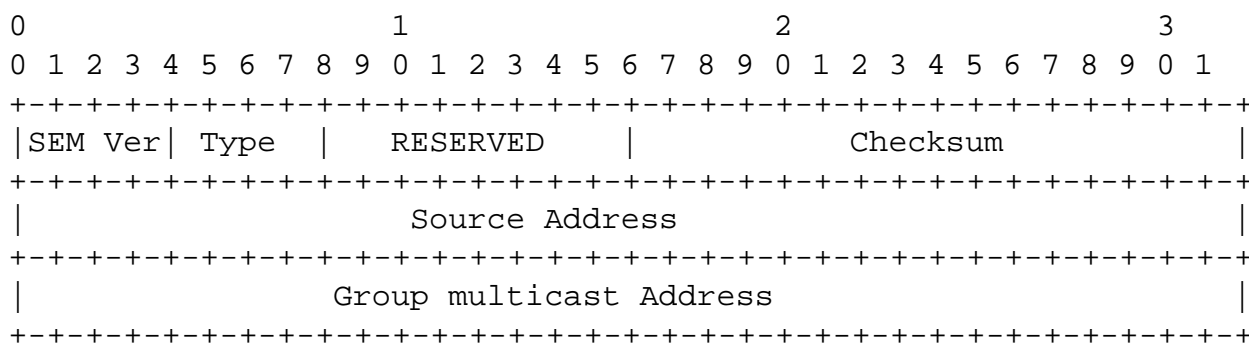 0                   1                   2                   3
0 1 2 3 4 5 6 7 8 9 0 1 2 3 4 5 6 7 8 9 0 1 2 3 4 5 6 7 8 9 0 1
+-+-+-+-+-+-+-+-+-+-+-+-+-+-+-+-+-+-+-+-+-+-+-+-+-+-+-+-+-+-+-+-+
|SEM Ver| Type  |   RESERVED    |           Checksum            |
+-+-+-+-+-+-+-+-+-+-+-+-+-+-+-+-+-+-+-+-+-+-+-+-+-+-+-+-+-+-+-+-+
|                    Source Address                             |
+-+-+-+-+-+-+-+-+-+-+-+-+-+-+-+-+-+-+-+-+-+-+-+-+-+-+-+-+-+-+-+-+
|                Group multicast Address                        |
+-+-+-+-+-+-+-+-+-+-+-+-+-+-+-+-+-+-+-+-+-+-+-+-+-+-+-+-+-+-+-+-+